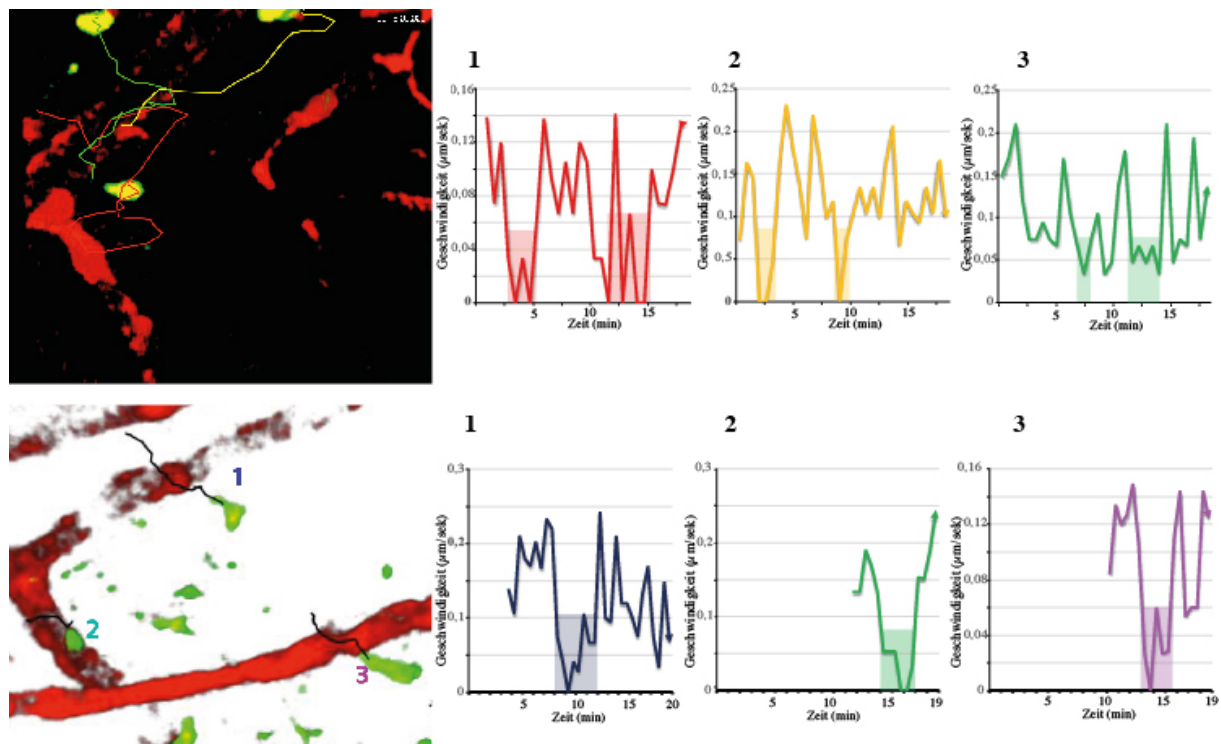 1
Geschwindigkeit (µm/sek)
0,16
0,12
0,08
0,04
0
5 10 15
Zeit (min)
2
Geschwindigkeit (µm/sek)
0,25
0,2
0,15
0,1
0,5
0
5 10 15
Zeit (min)
3
Geschwindigkeit (µm/sek)
0,25
0,2
0,15
0,1
0,05
0
5 10 15
Zeit (min)
1
2
3
1
Geschwindigkeit (µm/sek)
0,3
0,2
0,1
0
5 10 15 20
Zeit (min)
2
Geschwindigkeit (µm/sek)
0,3
0,2
0,1
0
5 10 15 19
Zeit (min)
3
Geschwindigkeit (µm/sek)
0,16
0,12
0,08
0,04
0
5 10 15 19
Zeit (min)